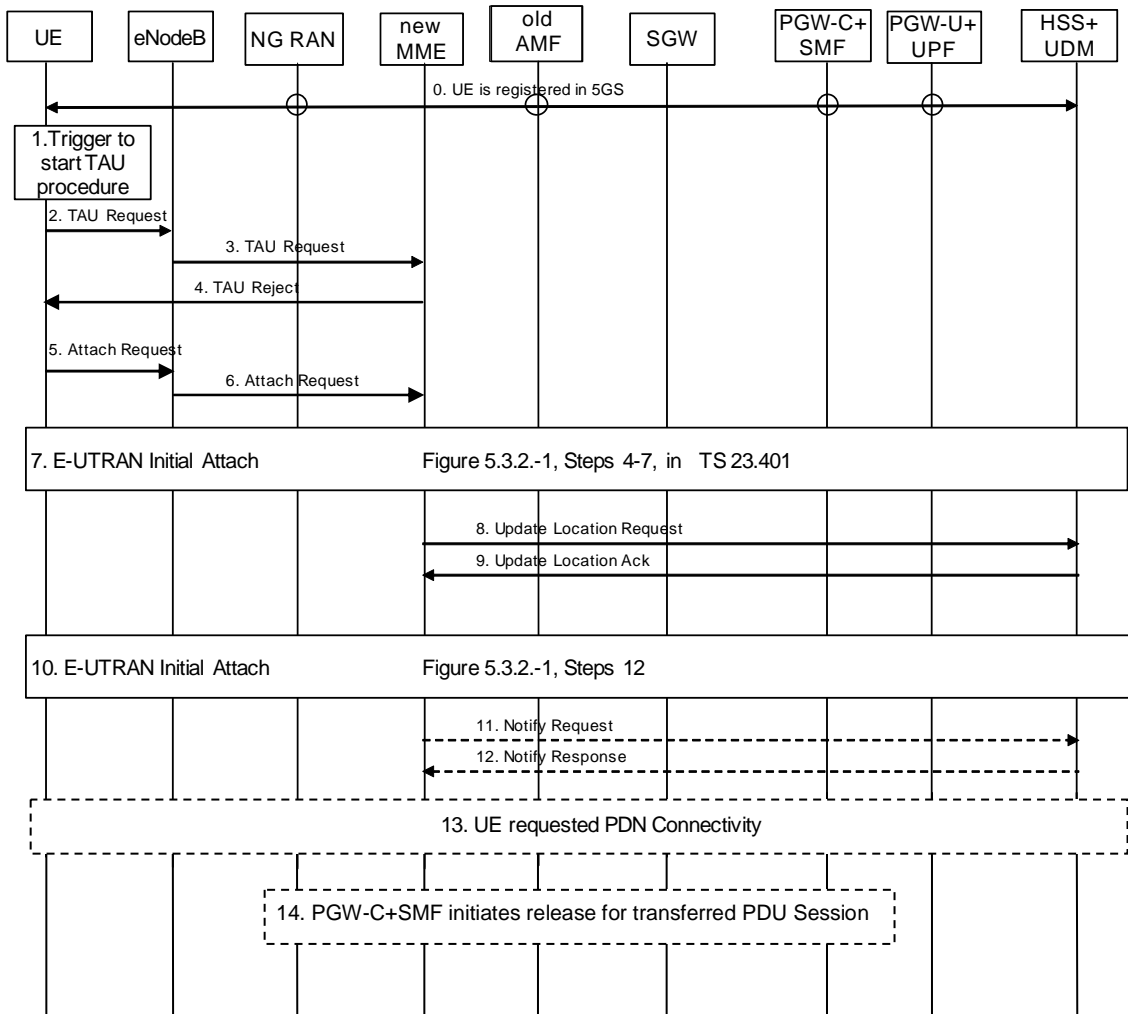 UE
eNodeB
NG RAN
new
MME
old
AMF
SGW
PGW-C+
SMF
PGW-U+
UPF
HSS+
UDM
0. UE is registered in 5GS
1.Trigger to
start TAU
procedure
2. TAU Request
3. TAU Request
4. TAU Reject
5. Attach Request
6. Attach Request
7. E-UTRAN Initial Attach Figure 5.3.2.-1, Steps 4-7, in TS 23.401
8. Update Location Request
9. Update Location Ack
10. E-UTRAN Initial Attach Figure 5.3.2.-1, Steps 12
11. Notify Request
12. Notify Response
13. UE requested PDN Connectivity
14. PGW-C+SMF initiates release for transferred PDU Session